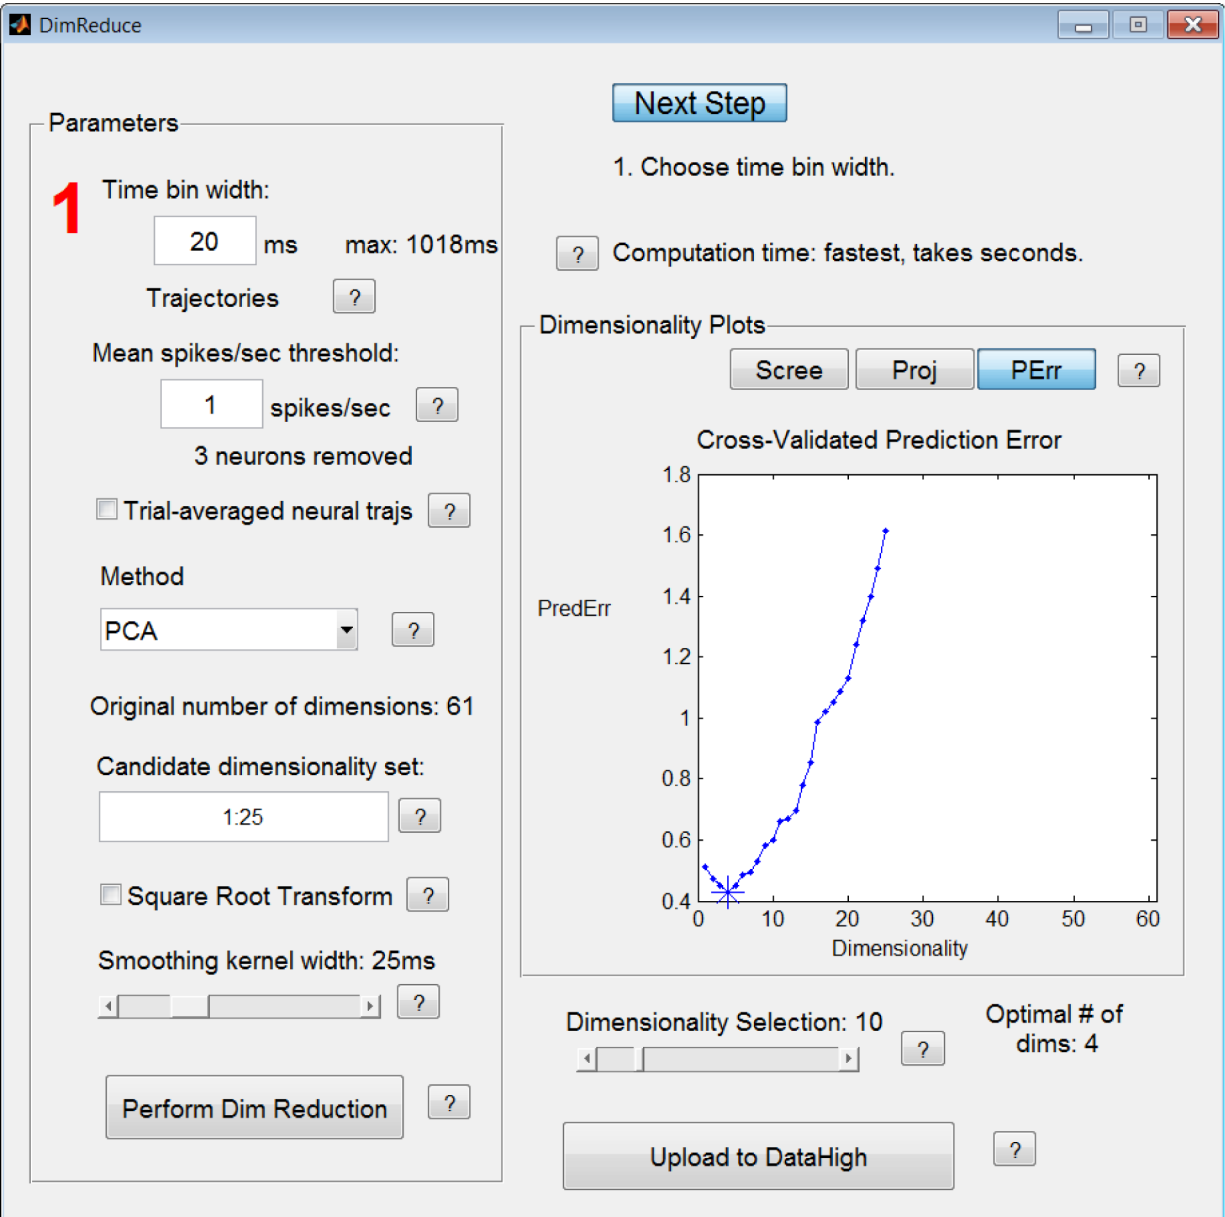 DimReduce
Parameters
1
Time bin width:
20 ms max: 1018ms
Trajectories ?
Mean spikes/sec threshold:
1 spikes/sec ?
3 neurons removed
Trial-averaged neural trajs ?
Method
PCA ?
Original number of dimensions: 61
Candidate dimensionality set:
1:25 ?
Square Root Transform ?
Smoothing kernel width: 25ms
?
Perform Dim Reduction ?
Next Step
1. Choose time bin width.
? Computation time: fastest, takes seconds.
Dimensionality Plots
Scree Proj PErr ?
Cross-Validated Prediction Error
1.8
1.6
1.4
PredErr
1.2
1
0.8
0.6
0.4
0 10 20 30 40 50 60
Dimensionality
Dimensionality Selection: 10
?
Optimal # of
dims: 4
Upload to DataHigh ?